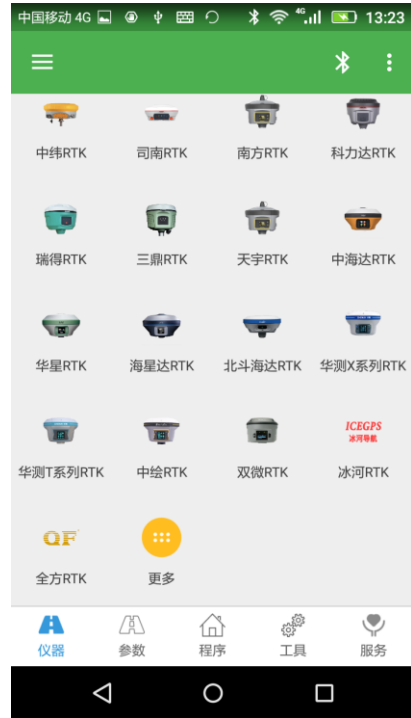 中国移动 4G 4G 13:23
中纬RTK 司南RTK 南方RTK 科力达RTK
瑞得RTK 三鼎RTK 天宇RTK 中海达RTK
华星RTK 海星达RTK 北斗海达RTK 华测X系列RTK
ICEGPS
冰河导航
华测T系列RTK 中绘RTK 双微RTK 冰河RTK
QF
全方RTK 更多
仪器 参数 程序 工具 服务